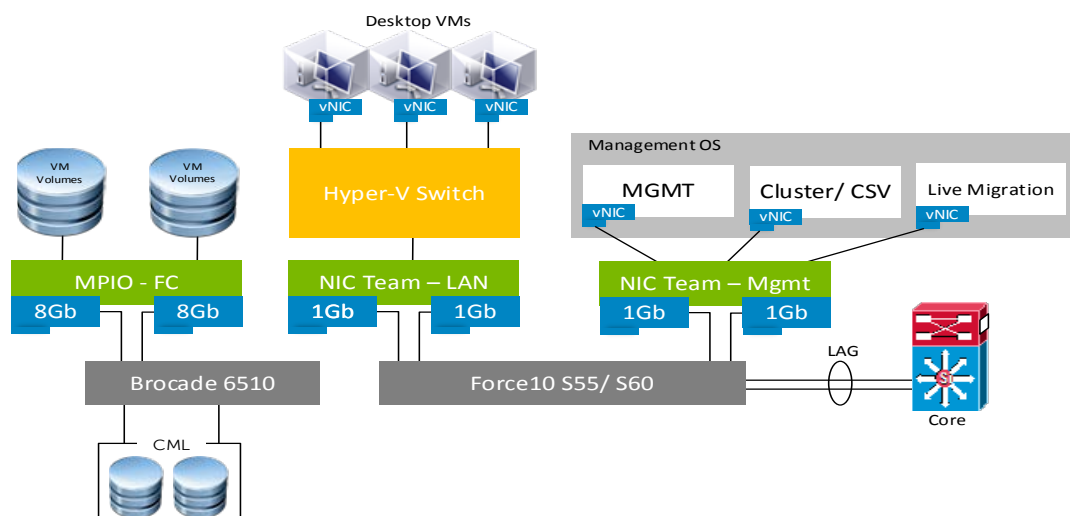 Desktop VMs
vNIC
vNIC
vNIC
VM
Volumes
VM
Volumes
Hyper-V Switch
Management OS
MGMT
vNIC
Cluster/ CSV
vNIC
Live Migration
vNIC
MPIO - FC
8Gb
8Gb
NIC Team – LAN
1Gb
1Gb
NIC Team – Mgmt
1Gb
1Gb
Brocade 6510
Force10 S55/ S60
LAG
Si
Core
CML